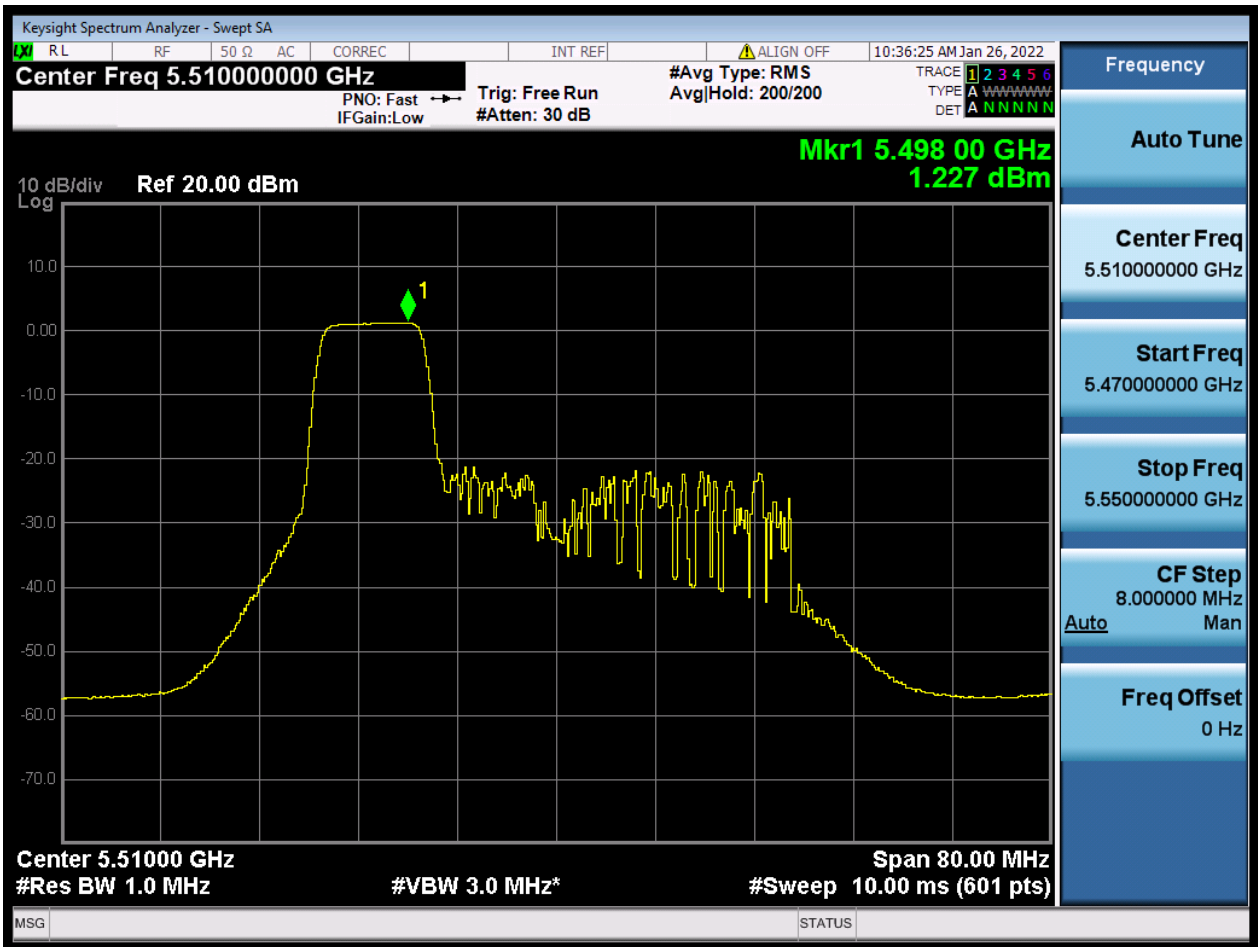 Keysight Spectrum Analyzer - Swept SA
LXI RL RF 50 Ω AC CORREC INT REF ALIGN OFF 10:36:25 AM Jan 26, 2022
Center Freq 5.510000000 GHz
PNO: Fast
IFGain:Low
Trig: Free Run
#Atten: 30 dB
#Avg Type: RMS
Avg|Hold: 200/200
TRACE 1 2 3 4 5 6
TYPE A WWWWW
DET A N N N N N
Mkr1 5.498 00 GHz
1.227 dBm
10 dB/div Ref 20.00 dBm
Log
1
10.0
0.00
-10.0
-20.0
-30.0
-40.0
-50.0
-60.0
-70.0
Center 5.51000 GHz Span 80.00 MHz
#Res BW 1.0 MHz #VBW 3.0 MHz* #Sweep 10.00 ms (601 pts)
MSG STATUS
Frequency
Auto Tune
Center Freq
5.510000000 GHz
Start Freq
5.470000000 GHz
Stop Freq
5.550000000 GHz
CF Step
8.000000 MHz
Auto Man
Freq Offset
0 Hz